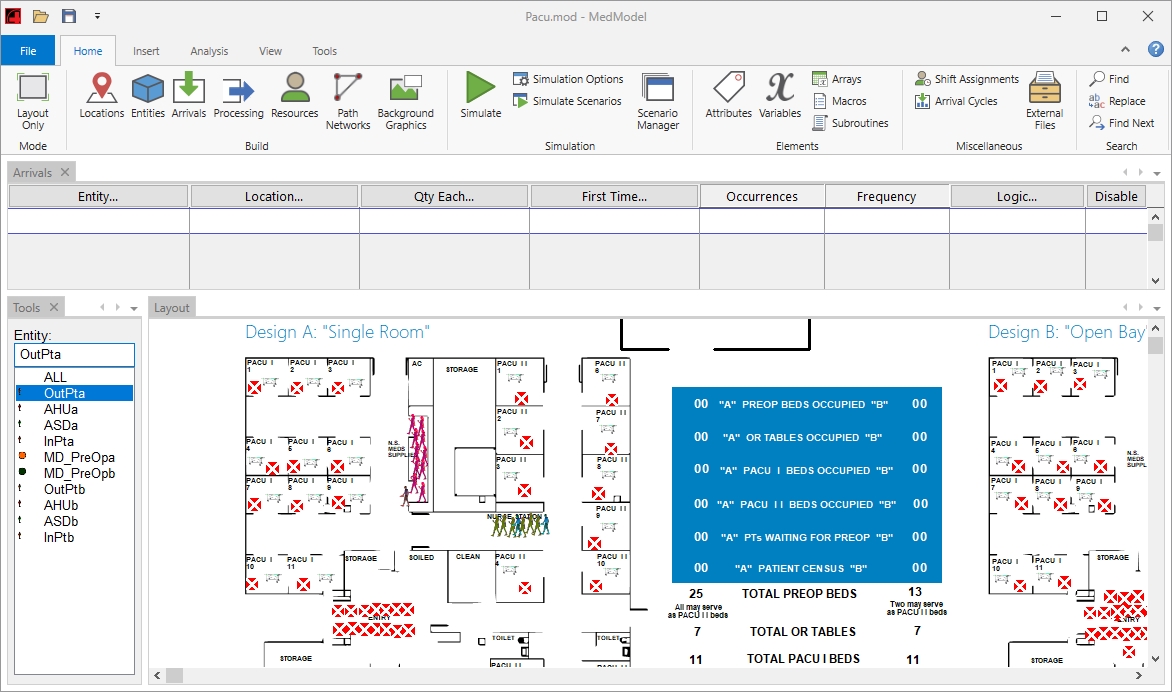 Pacu.mod - MedModel
File Home Insert Analysis View Tools
Layout Only
Locations
Entities
Arrivals
Processing
Resources
Path Networks
Background Graphics
Simulate
Simulation Options
Simulate Scenarios
Scenario Manager
Attributes
Variables
Arrays
Macros
Subroutines
Shift Assignments
Arrival Cycles
External Files
Find
Replace
Find Next
Mode Build Simulation Elements Miscellaneous Search
Arrivals
Entity... Location... Qty Each... First Time... Occurrences Frequency Logic... Disable
Tools
Layout
Entity:
OutPta
ALL
OutPta
AHUa
ASDa
InPta
MD_PreOpa
MD_PreOpb
OutPtb
AHUb
ASDb
InPtb
Design A: "Single Room"
Design B: "Open Bay"
PACU I 1
PACU I 2
PACU I 3
AC
STORAGE
PACU I I 1
PACU I I 6
PACU I I 2
PACU I I 7
PACU I 4
PACU I 5
PACU I 6
N.S. MEDS
PACU I I 3
PACU I I 8
PACU I 7
PACU I 8
PACU I 9
NURSE STATION
PACU I I 9
PACU I 10
PACU I 11
STORAGE
SOILED
CLEAN
PACU I I 4
PACU I I 10
ENTRY
TOILET
TOILET
STORAGE
PACU I I
00 "A" PREOP BEDS OCCUPIED "B" 00
00 "A" OR TABLES OCCUPIED "B" 00
00 "A" PACU I BEDS OCCUPIED "B" 00
00 "A" PACU I I BEDS OCCUPIED "B" 00
00 "A" PTs WAITING FOR PREOP "B" 00
00 "A" PATIENT CENSUS "B" 00
25 TOTAL PREOP BEDS 13
All may serve as PACU I I beds
Two may serve as PACU I I beds
7 TOTAL OR TABLES 7
11 TOTAL PACU I BEDS 11
PACU I 1
PACU I 2
PACU I 3
PACU I 4
PACU I 5
PACU I 6
N.S. MEDS
PACU I 7
PACU I 8
PACU I 9
PACU I 10
PACU I 11
STORAGE
ENTRY
STORAGE